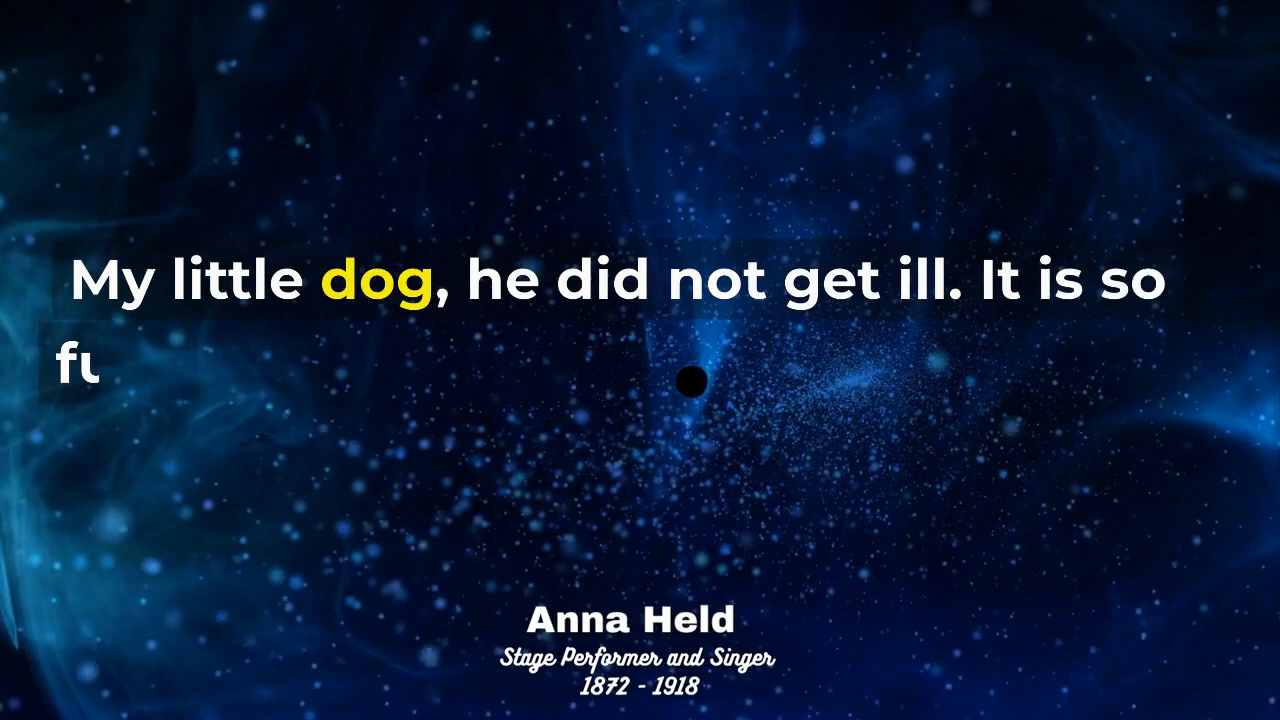 My little dog, he did not get ill. It is so
Anna Held
Stage Performer and Singer
1872 - 1918